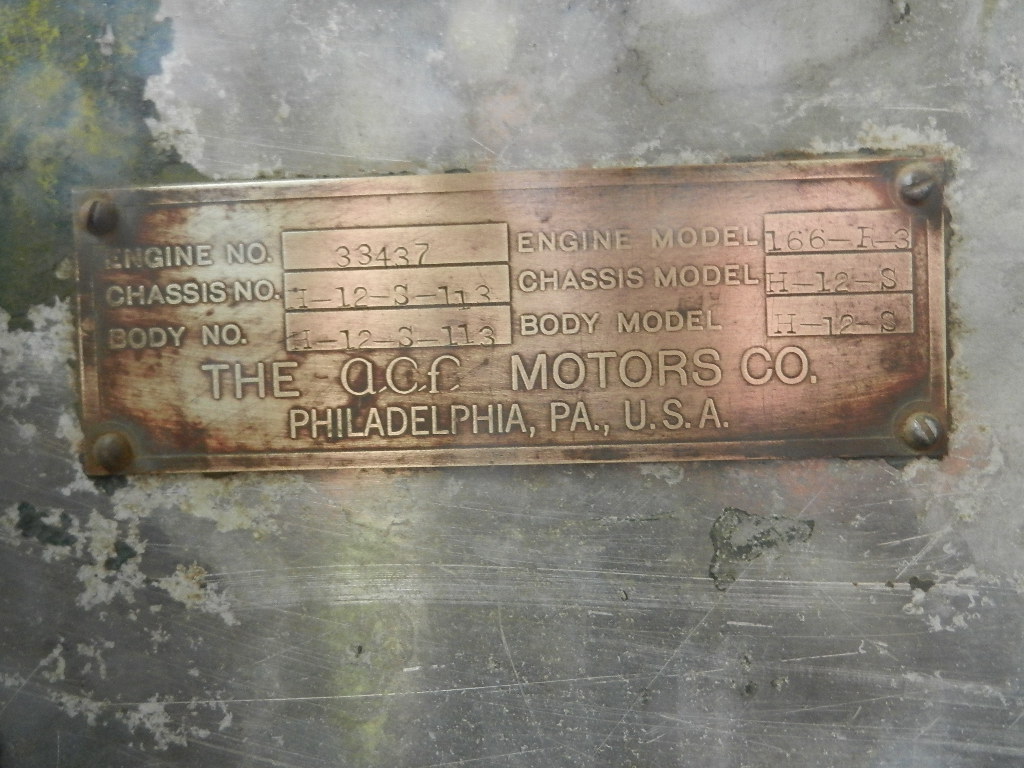 ENGINE NO. 33437 ENGINE MODEL 166-R-3
CHASSIS NO. H-12-S-113 CHASSIS MODEL H-12-S
BODY NO. H-12-S-113 BODY MODEL H-12-S
THE a.c.f. MOTORS CO.
PHILADELPHIA, PA., U.S.A.